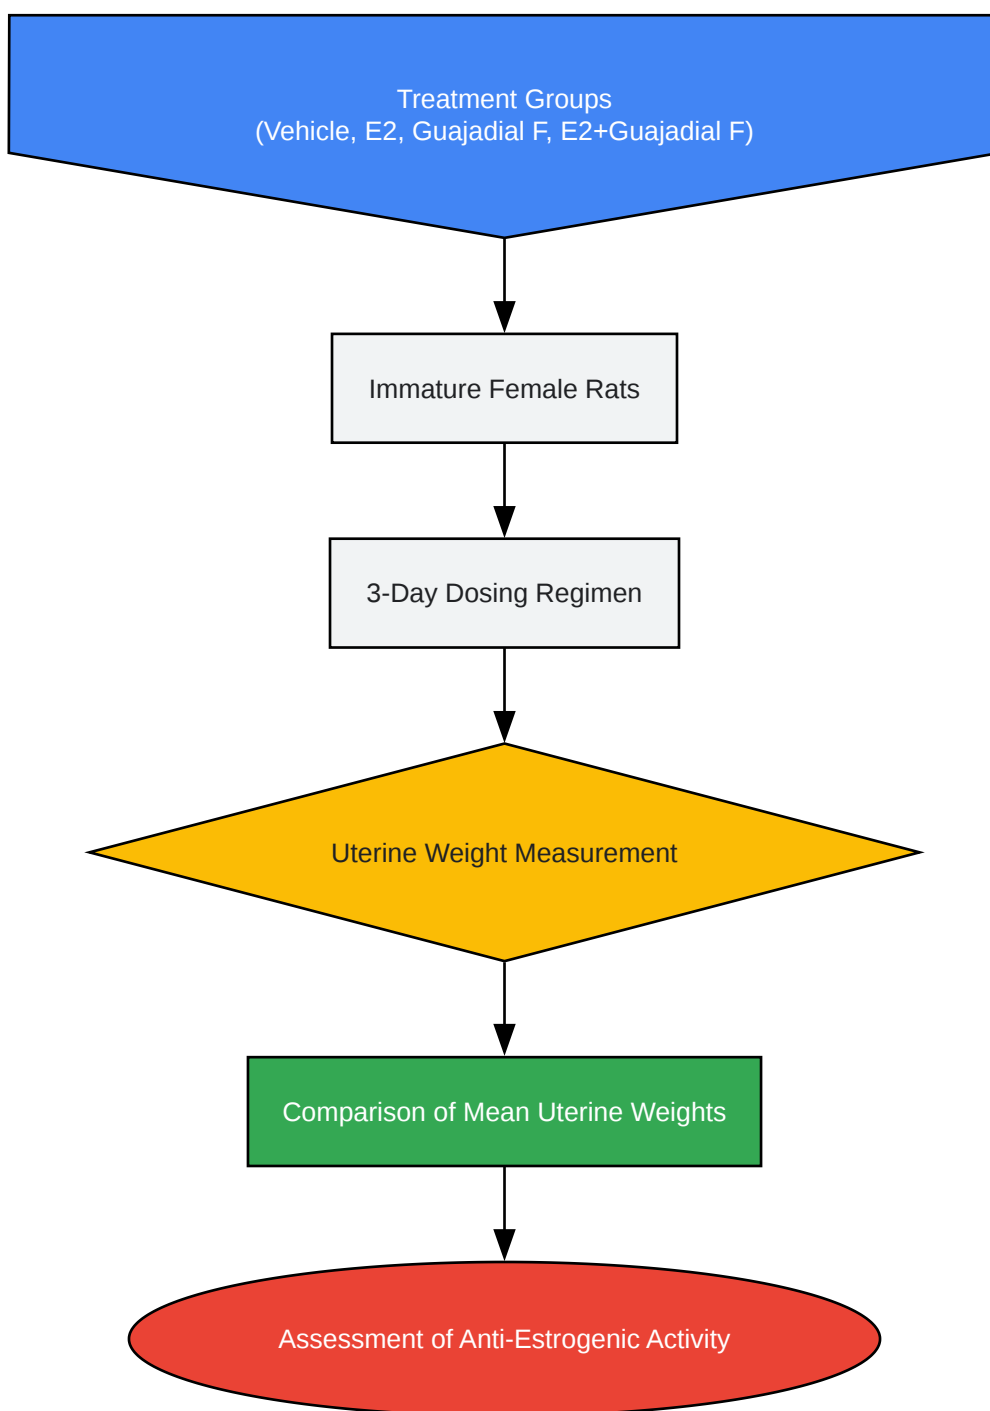 Treatment Groups
(Vehicle, E2, Guajadial F, E2+Guajadial F)
Immature Female Rats
3-Day Dosing Regimen
Uterine Weight Measurement
Comparison of Mean Uterine Weights
Assessment of Anti-Estrogenic Activity